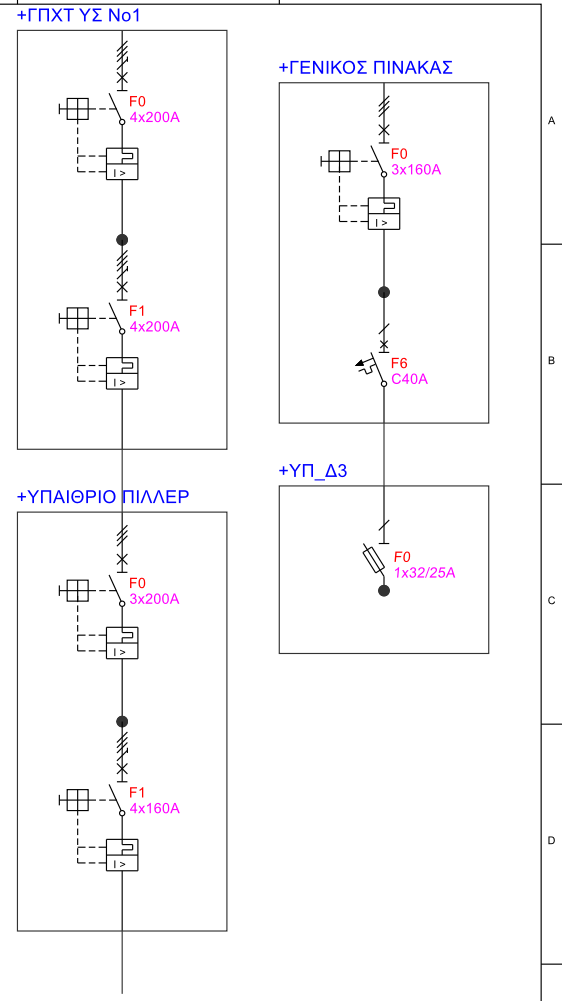 +ΓΠΧΤ ΥΣ Νο1
F0
4x200A
I >
F1
4x200A
I >
+ΥΠΑΙΘΡΙΟ ΠΙΛΛΕΡ
F0
3x200A
I >
F1
4x160A
I >
+ΓΕΝΙΚΟΣ ΠΙΝΑΚΑΣ
F0
3x160A
I >
F6
C40A
+ΥΠ_Δ3
F0
1x32/25A
A
B
C
D